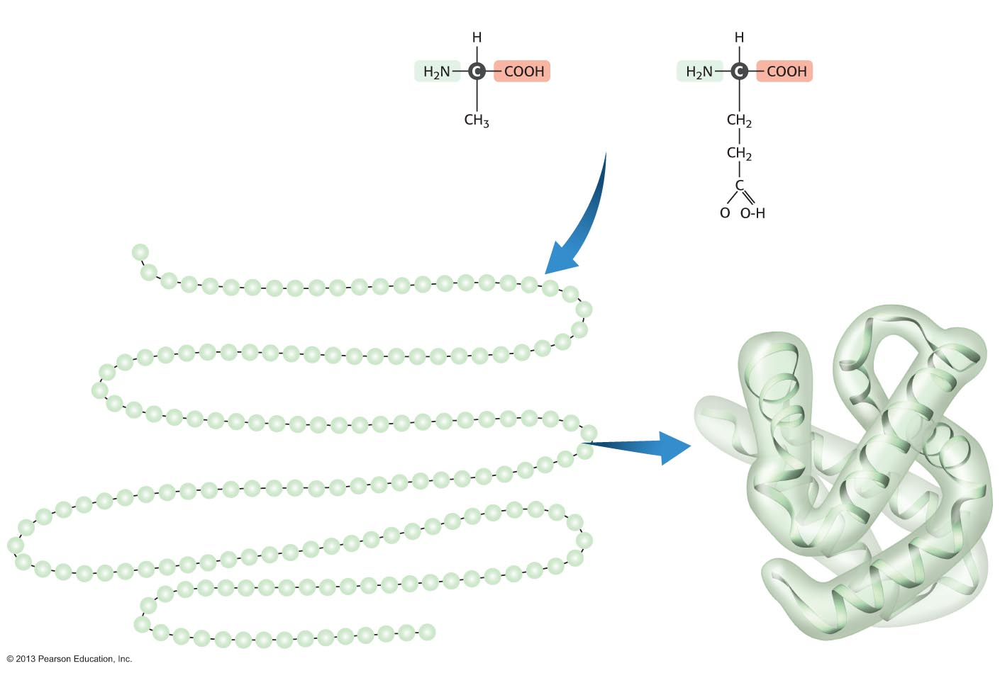 H H
H₂N C COOH H₂N C COOH
CH₃ CH₂
CH₂
C
O O-H
© 2013 Pearson Education, Inc.